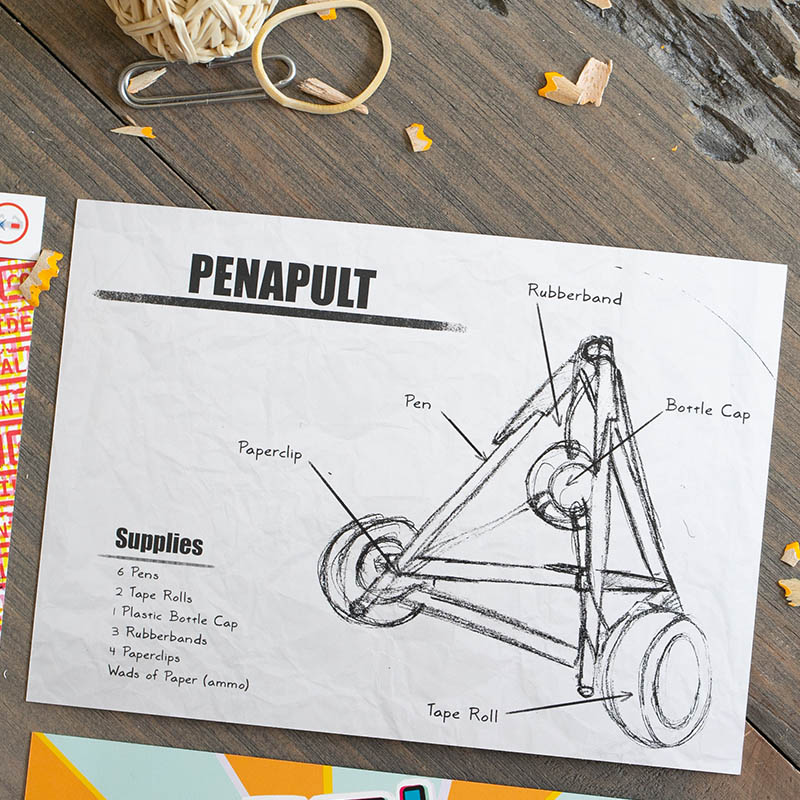 PENAPULT
Rubberband
Pen
Bottle Cap
Paperclip
Supplies
6 Pens
2 Tape Rolls
1 Plastic Bottle Cap
3 Rubberbands
4 Paperclips
Wads of Paper (ammo)
Tape Roll